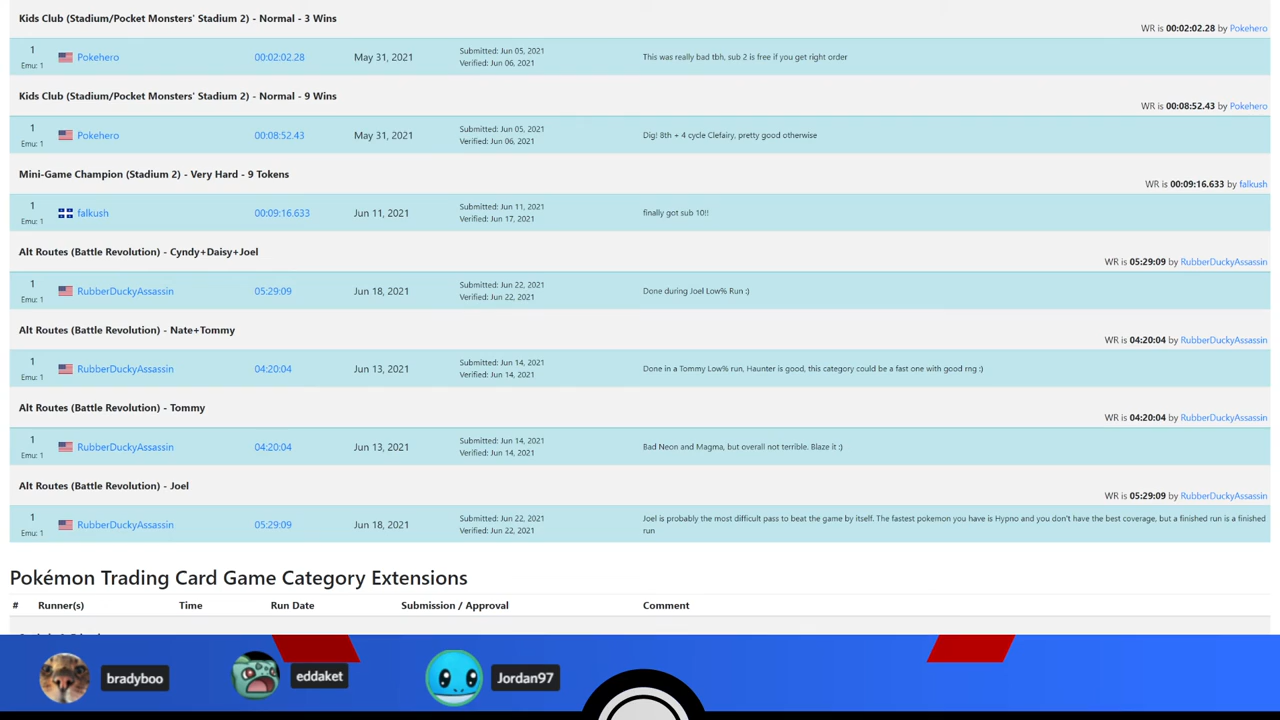 Kids Club (Stadium/Pocket Monsters' Stadium 2) - Normal - 3 Wins
WR is 00:02:02.28 by Pokehero
1 Pokehero 00:02:02.28 May 31, 2021 Submitted: Jun 05, 2021 This was really bad tbh, sub 2 is free if you get right order
Emu: 1 Verified: Jun 06, 2021
Kids Club (Stadium/Pocket Monsters' Stadium 2) - Normal - 9 Wins
WR is 00:08:52.43 by Pokehero
1 Pokehero 00:08:52.43 May 31, 2021 Submitted: Jun 05, 2021 Dig! 8th + 4 cycle Clefairy, pretty good otherwise
Emu: 1 Verified: Jun 06, 2021
Mini-Game Champion (Stadium 2) - Very Hard - 9 Tokens
WR is 00:09:16.633 by falkush
1 falkush 00:09:16.633 Jun 11, 2021 Submitted: Jun 11, 2021 finally got sub 10!!
Emu: 1 Verified: Jun 17, 2021
Alt Routes (Battle Revolution) - Cyndy+Daisy+Joel
WR is 05:29:09 by RubberDuckyAssassin
1 RubberDuckyAssassin 05:29:09 Jun 18, 2021 Submitted: Jun 22, 2021 Done during Joel Low% Run :)
Emu: 1 Verified: Jun 22, 2021
Alt Routes (Battle Revolution) - Nate+Tommy
WR is 04:20:04 by RubberDuckyAssassin
1 RubberDuckyAssassin 04:20:04 Jun 13, 2021 Submitted: Jun 14, 2021 Done in a Tommy Low% run, Haunter is good, this category could be a fast one with good rng :)
Emu: 1 Verified: Jun 14, 2021
Alt Routes (Battle Revolution) - Tommy
WR is 04:20:04 by RubberDuckyAssassin
1 RubberDuckyAssassin 04:20:04 Jun 13, 2021 Submitted: Jun 14, 2021 Bad Neon and Magma, but overall not terrible. Blaze it :)
Emu: 1 Verified: Jun 14, 2021
Alt Routes (Battle Revolution) - Joel
WR is 05:29:09 by RubberDuckyAssassin
1 RubberDuckyAssassin 05:29:09 Jun 18, 2021 Submitted: Jun 22, 2021 Joel is probably the most difficult pass to beat the game by itself. The fastest pokemon you have is Hypno and you don't have the best coverage, but a finished run is a finished
Emu: 1 Verified: Jun 22, 2021 run
Pokémon Trading Card Game Category Extensions
# Runner(s) Time Run Date Submission / Approval Comment
bradyboo eddaket Jordan97